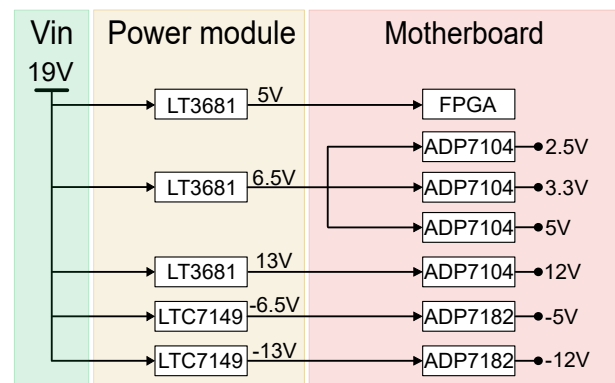 Vin
Power module
Motherboard
19V
LT3681
5V
FPGA
ADP7104
2.5V
LT3681
6.5V
ADP7104
3.3V
ADP7104
5V
LT3681
13V
ADP7104
12V
LTC7149
-6.5V
ADP7182
-5V
LTC7149
-13V
ADP7182
-12V